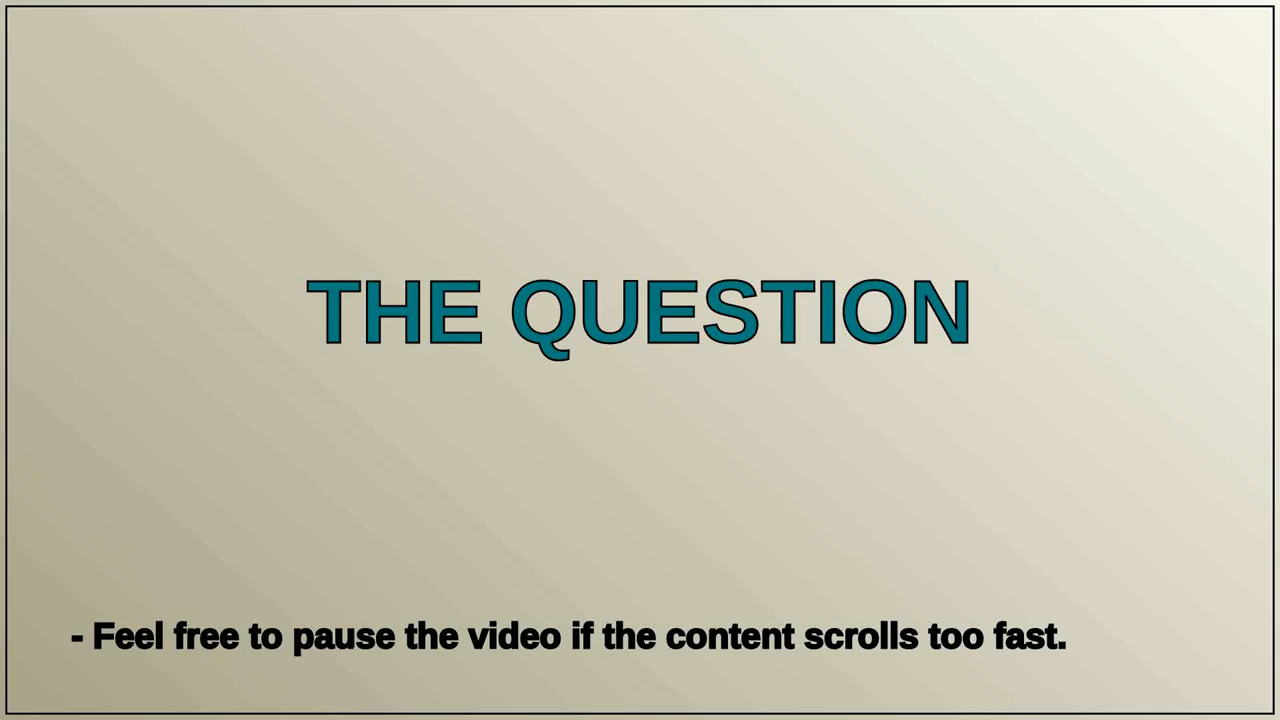 THE QUESTION
- Feel free to pause the video if the content scrolls too fast.